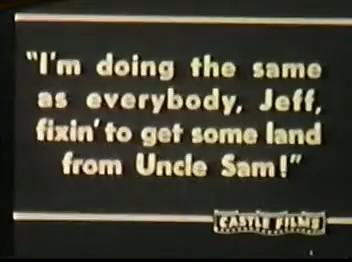 "I'm doing the same
as everybody, Jeff,
fixin' to get some land
from Uncle Sam!"
CASTLE FILMS